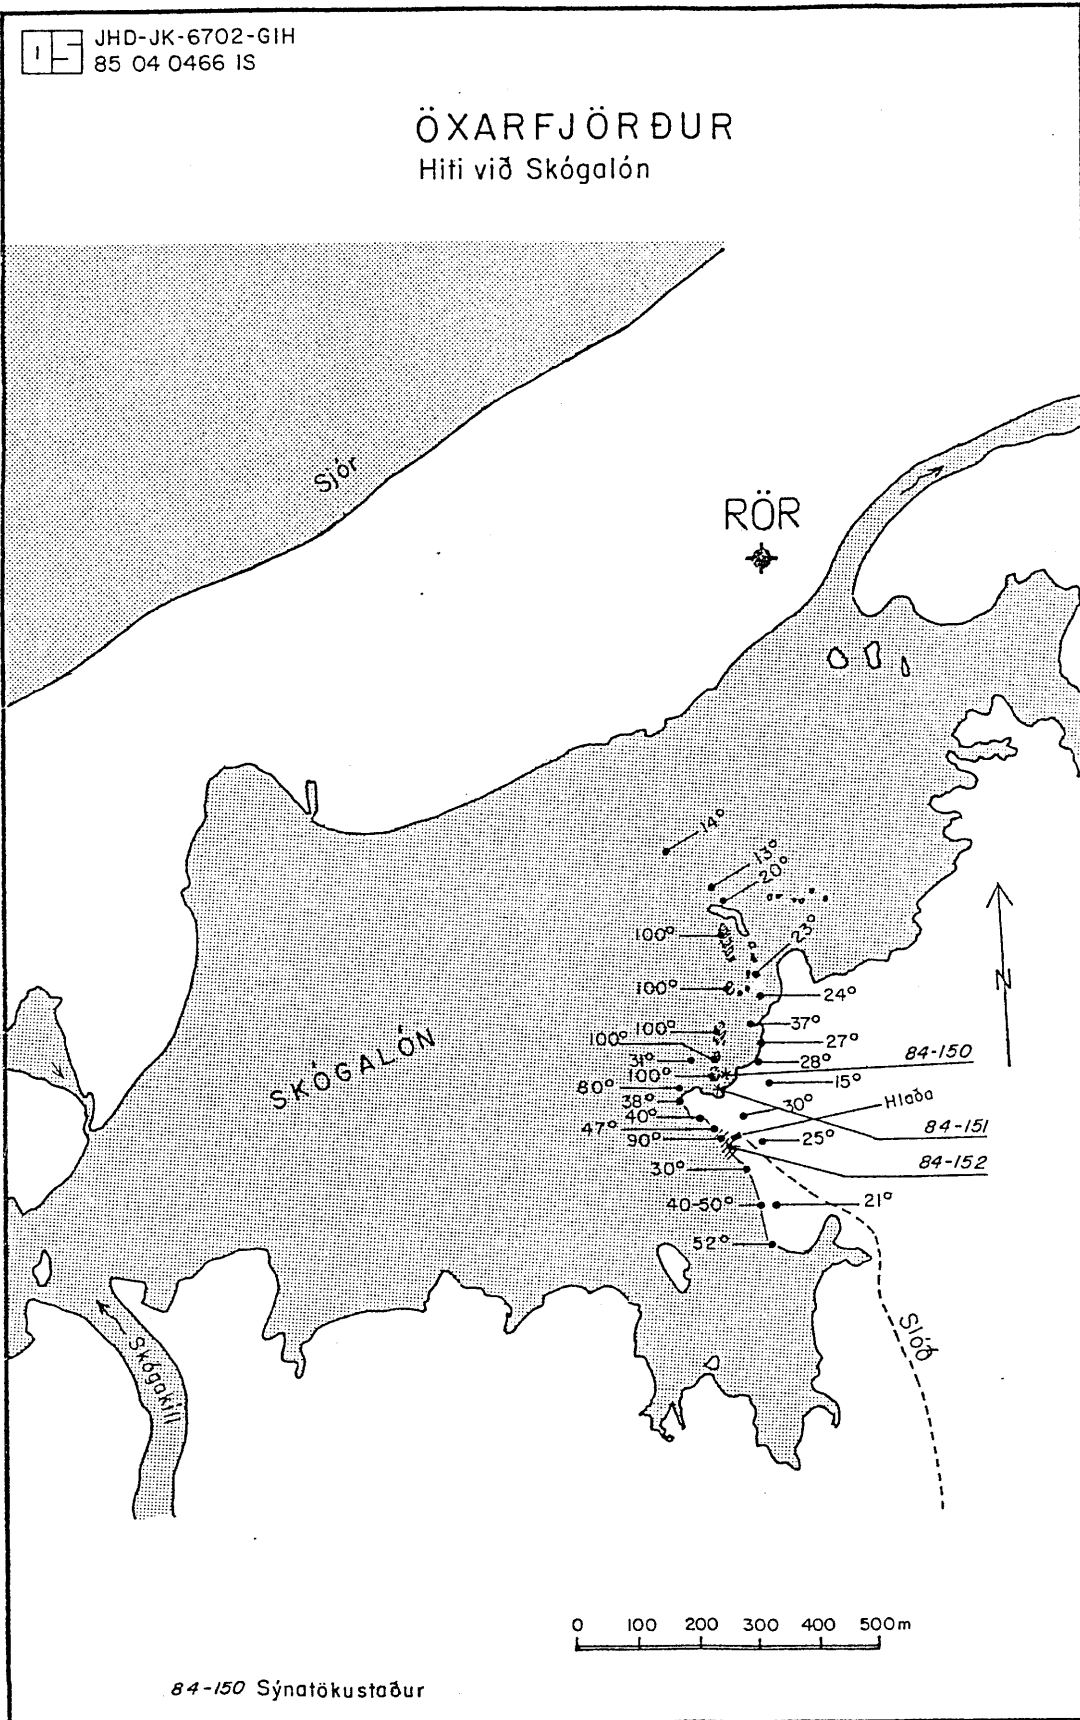 JHD-JK-6702-GIH
85 04 0466 IS
ÖXARFJÖRÐUR
Hiti við Skógalón
Sjór
RÖR
14°
13°
20°
100°
23°
100°
24°
100°
37°
100°
27°
31°
28°
84-150
100°
15°
80°
38°
30°
Hlaða
40°
47°
84-151
90°
25°
84-152
30°
40-50°
21°
52°
SKÓGALÓN
N
Skógakíll
Slóð
0 100 200 300 400 500m
84-150 Sýnatökustaður